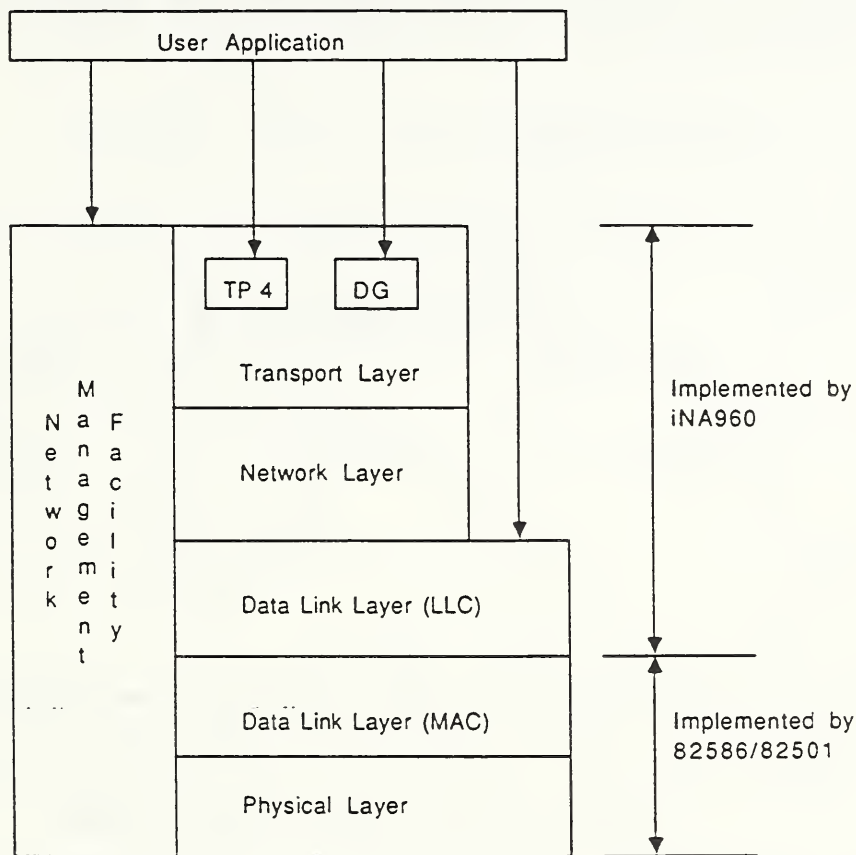 User Application
TP 4
DG
Transport Layer
Network Layer
Data Link Layer (LLC)
Data Link Layer (MAC)
Physical Layer
Network
Management
Facility
Implemented by
iNA960
Implemented by
82586/82501